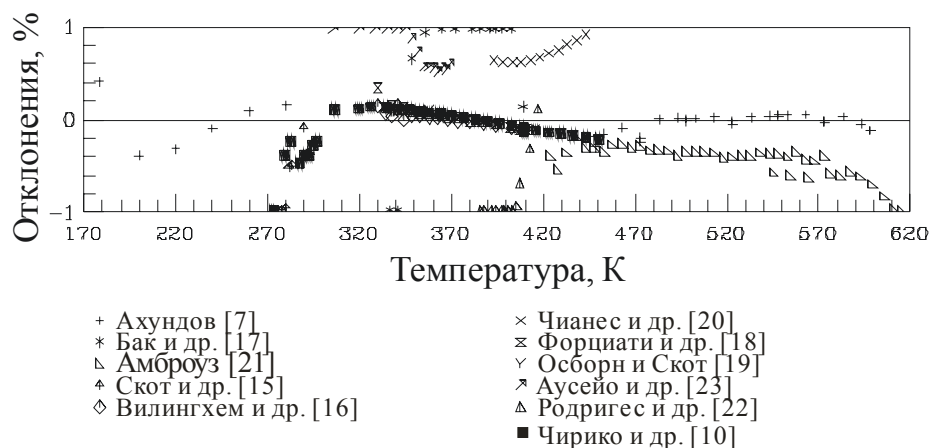 Отклонения, %
1
0
−1
170 220 270 320 370 420 470 520 570 620
Температура, К
Ахундов [7]
Бак и др. [17]
Амброуз [21]
Скот и др. [15]
Вилингхем и др. [16]
Чианес и др. [20]
Форциати и др. [18]
Осборн и Скот [19]
Аусейо и др. [23]
Родригес и др. [22]
Чирико и др. [10]